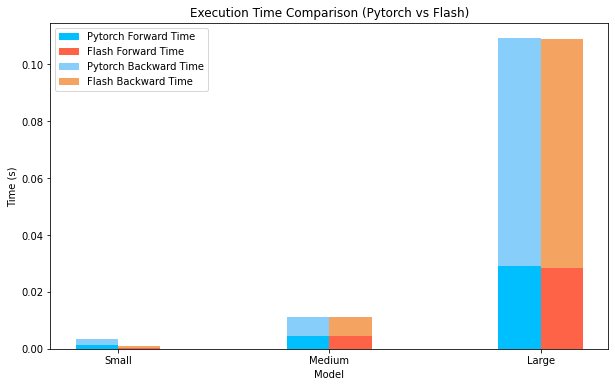 Execution Time Comparison (Pytorch vs Flash)
Pytorch Forward Time
Flash Forward Time
Pytorch Backward Time
Flash Backward Time
Time (s)
0.10
0.08
0.06
0.04
0.02
0.00
Small
Medium
Large
Model